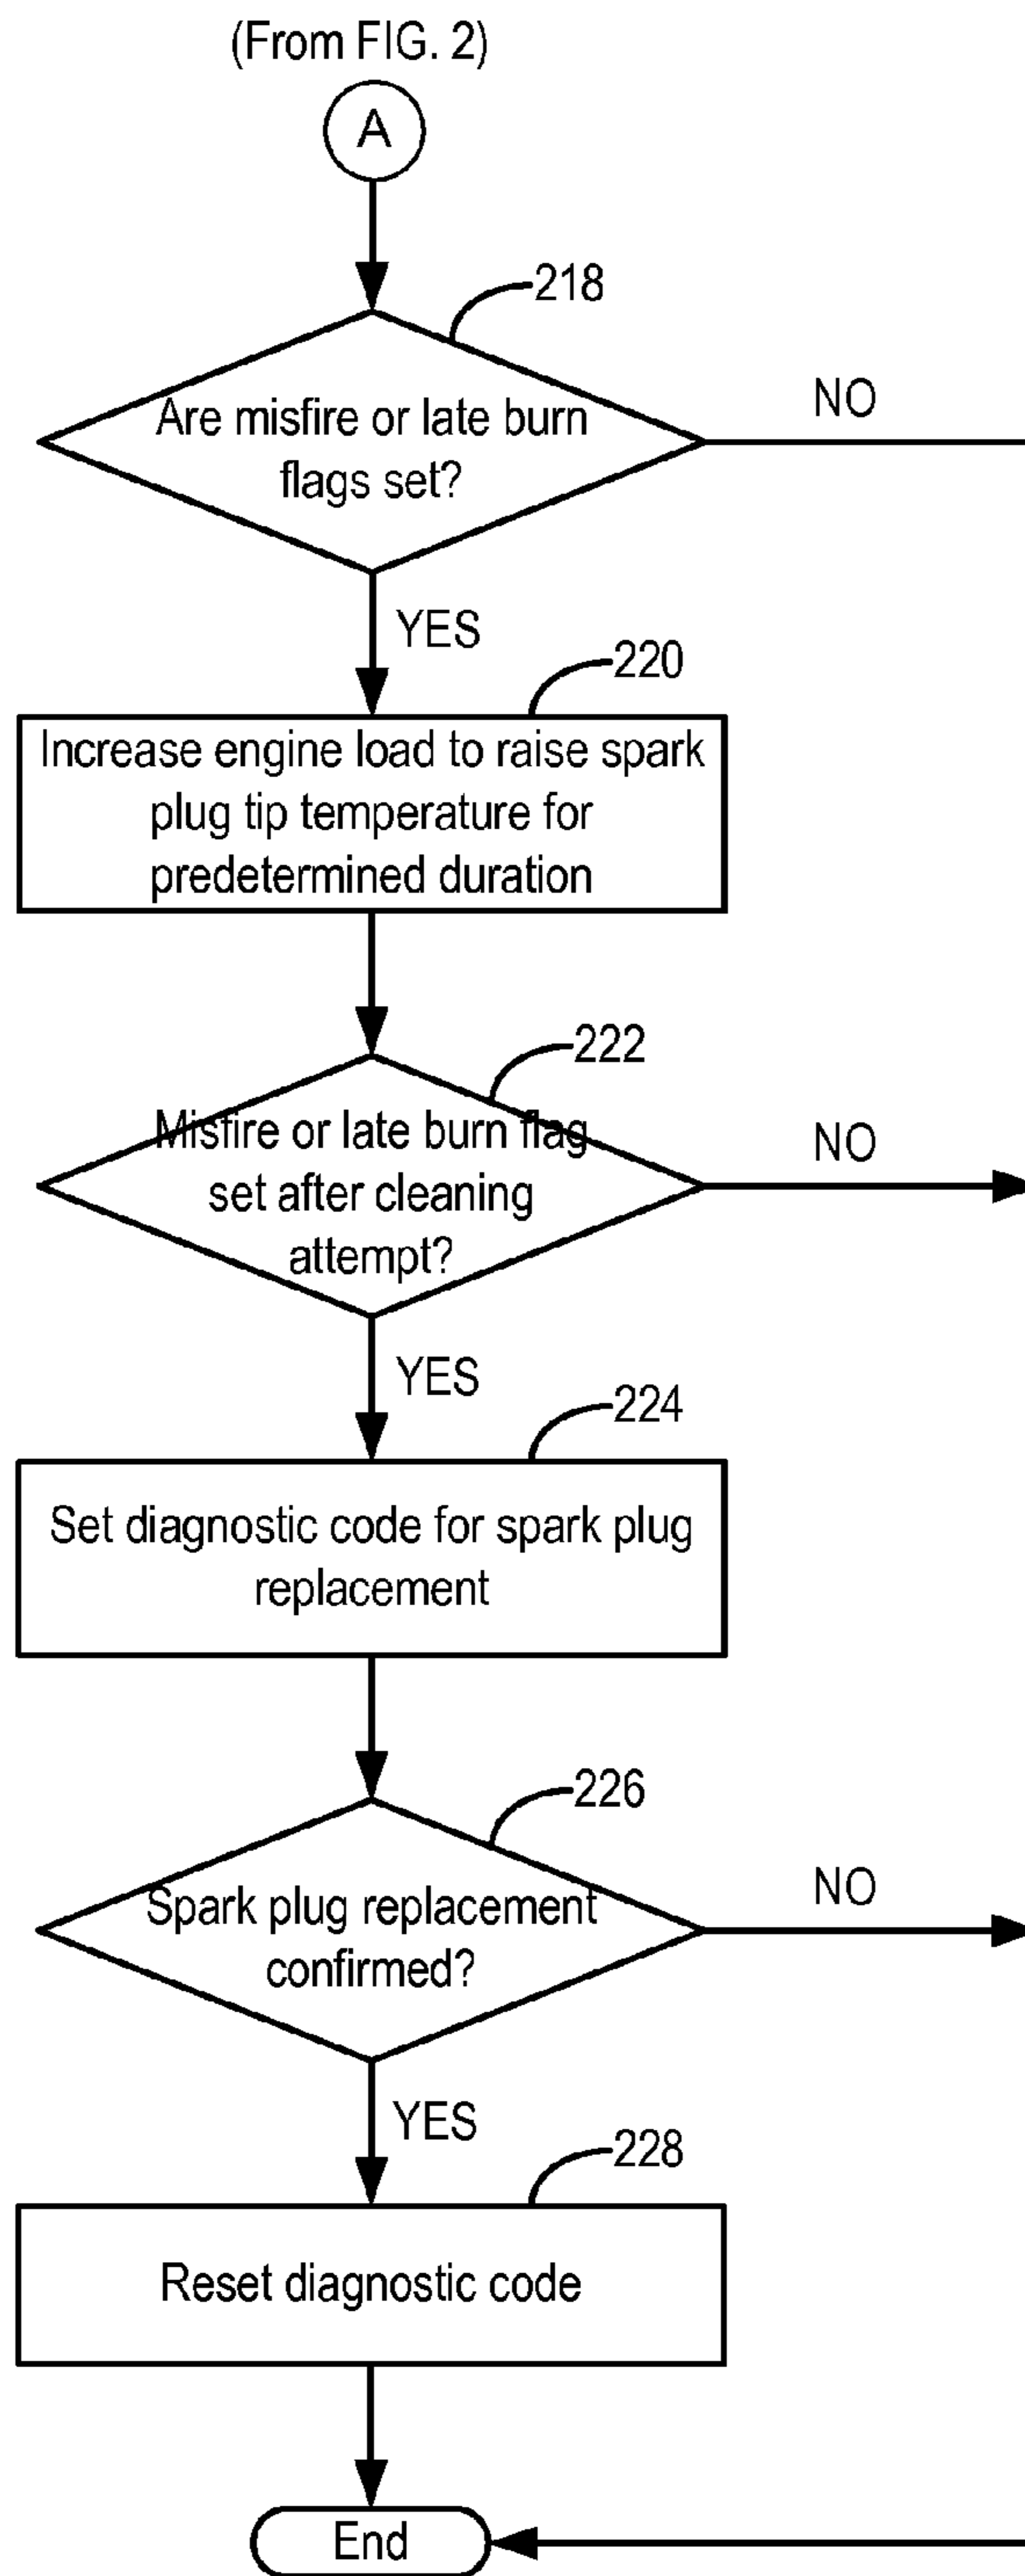 (From FIG. 2)
A
218
Are misfire or late burn
flags set?
NO
YES
220
Increase engine load to raise spark
plug tip temperature for
predetermined duration
222
Misfire or late burn flag
set after cleaning
attempt?
NO
YES
224
Set diagnostic code for spark plug
replacement
226
Spark plug replacement
confirmed?
NO
YES
228
Reset diagnostic code
End